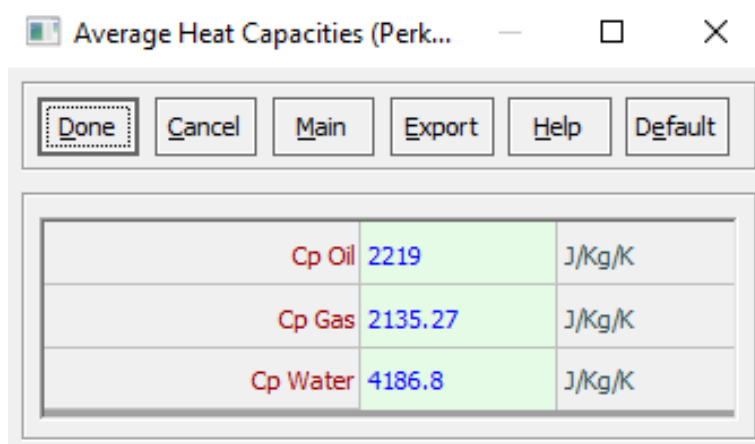 Average Heat Capacities (Perk...
Done Cancel Main Export Help Default
Cp Oil 2219 J/Kg/K
Cp Gas 2135.27 J/Kg/K
Cp Water 4186.8 J/Kg/K